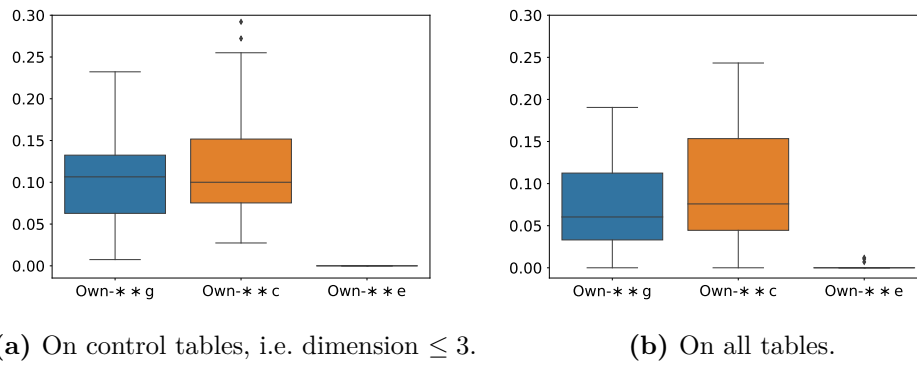 0.30
0.25
0.20
0.15
0.10
0.05
0.00
Own-∗∗g
Own-∗∗c
Own-∗∗e
0.30
0.25
0.20
0.15
0.10
0.05
0.00
Own-∗∗g
Own-∗∗c
Own-∗∗e
a) On control tables, i.e. dimension ≤ 3.
(b) On all tables.